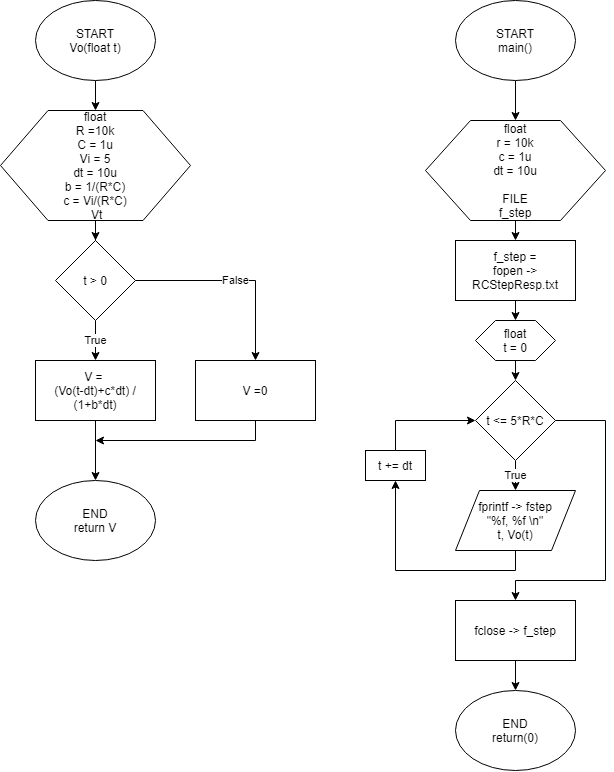 START
Vo(float t)
float
R =10k
C = 1u
Vi = 5
dt = 10u
b = 1/(R*C)
c = Vi/(R*C)
Vt
t > 0
False
True
V =
(Vo(t-dt)+c*dt) /
(1+b*dt)
V =0
END
return V
START
main()
float
r = 10k
c = 1u
dt = 10u
FILE
f_step
f_step =
fopen ->
RCStepResp.txt
float
t = 0
t <= 5*R*C
t += dt
True
fprintf -> fstep
"%f, %f \n"
t, Vo(t)
fclose -> f_step
END
return(0)